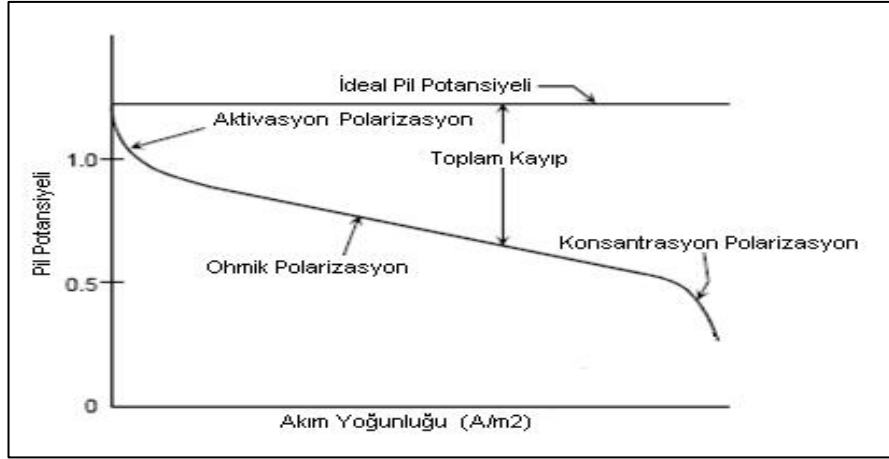 İdeal Pil Potansiyeli
Aktivasyon Polarizasyon
1.0
Toplam Kayıp
Pil Potansiyeli
Konsantrasyon Polarizasyon
Ohmik Polarizasyon
0.5
0
Akım Yoğunluğu (A/m2)